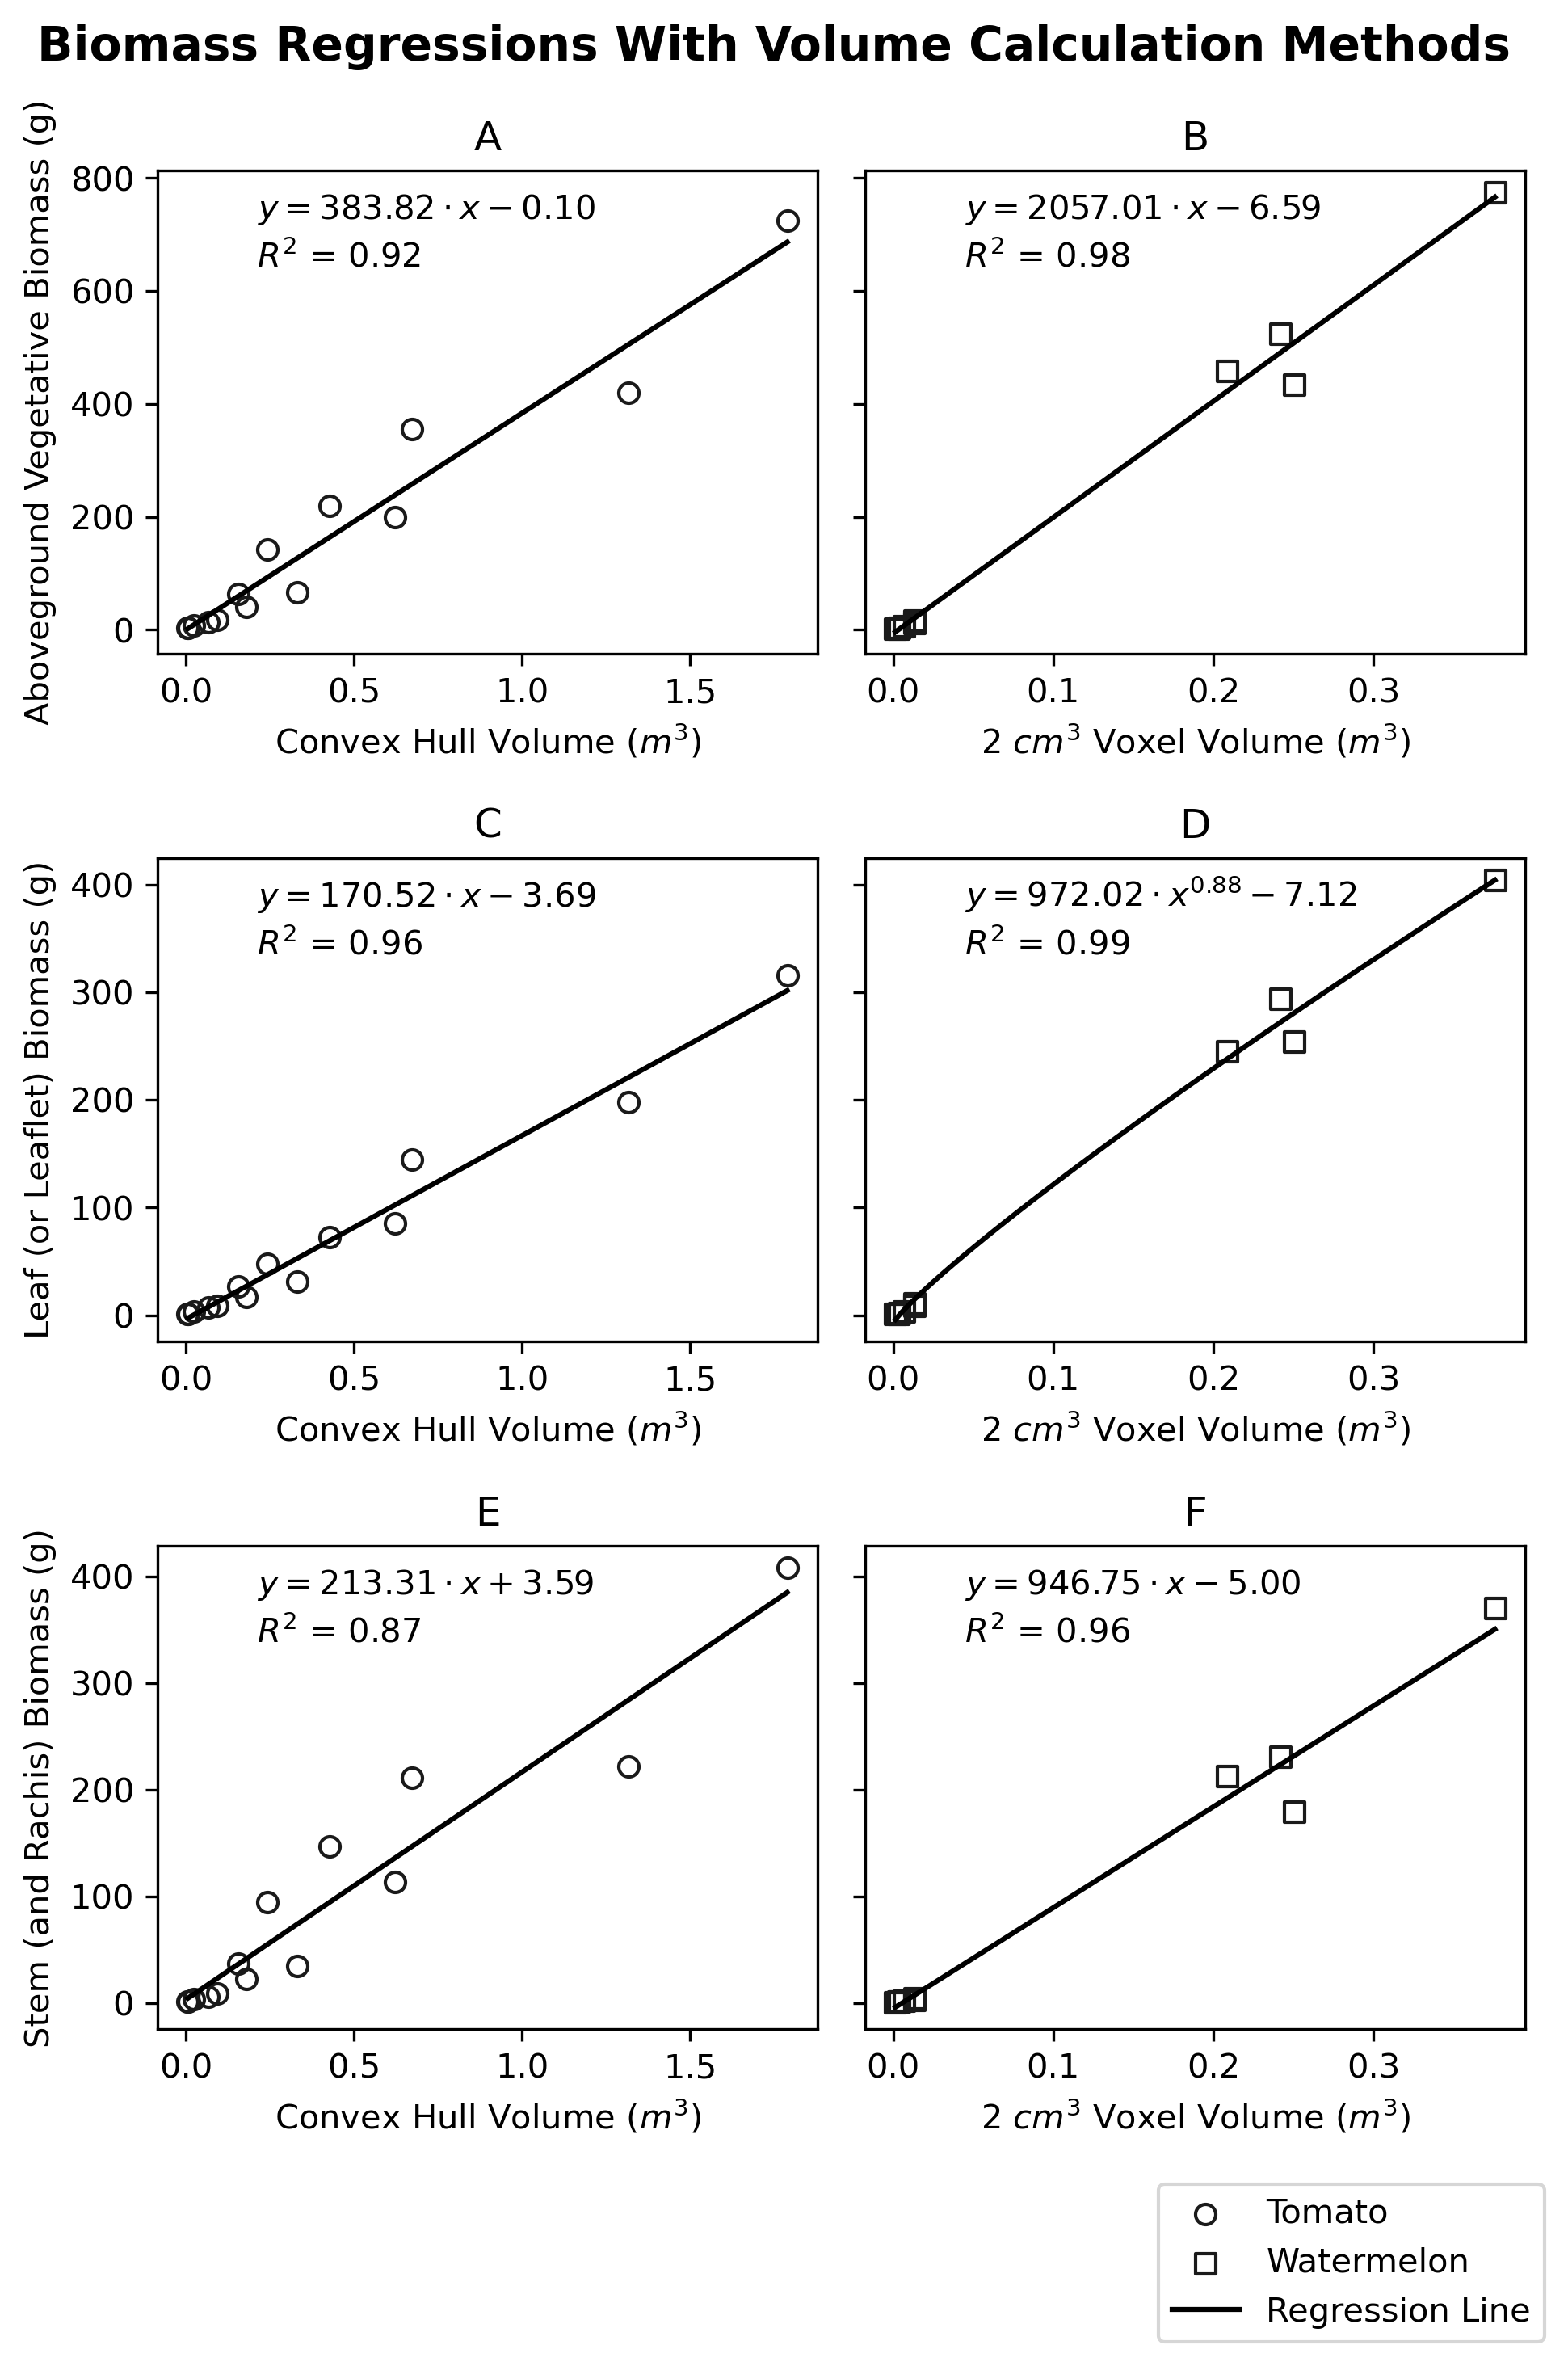 Biomass Regressions With Volume Calculation Methods
A
y = 383.82 · x − 0.10
R² = 0.92
Aboveground Vegetative Biomass (g)
800
600
400
200
0
0.0 0.5 1.0 1.5
Convex Hull Volume (m³)
B
y = 2057.01 · x − 6.59
R² = 0.98
0.0 0.1 0.2 0.3
2 cm³ Voxel Volume (m³)
C
y = 170.52 · x − 3.69
R² = 0.96
Leaf (or Leaflet) Biomass (g)
400
300
200
100
0
0.0 0.5 1.0 1.5
Convex Hull Volume (m³)
D
y = 972.02 · x⁰·⁸⁸ − 7.12
R² = 0.99
0.0 0.1 0.2 0.3
2 cm³ Voxel Volume (m³)
E
y = 213.31 · x + 3.59
R² = 0.87
Stem (and Rachis) Biomass (g)
400
300
200
100
0
0.0 0.5 1.0 1.5
Convex Hull Volume (m³)
F
y = 946.75 · x − 5.00
R² = 0.96
0.0 0.1 0.2 0.3
2 cm³ Voxel Volume (m³)
Tomato
Watermelon
Regression Line